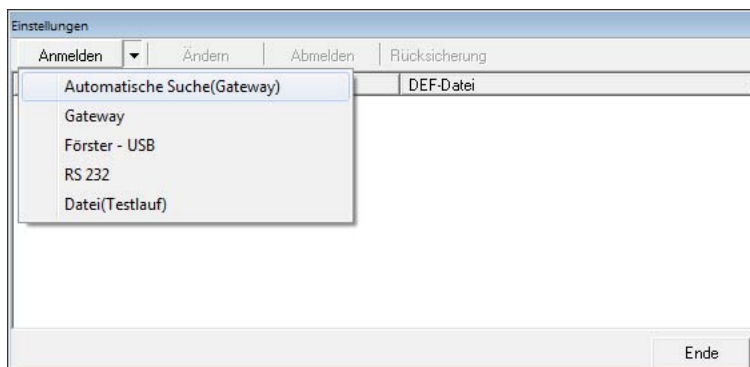 Einstellungen
Anmelden Ändern Abmelden Rücksicherung
Automatische Suche(Gateway) DEF-Datei
Gateway
Förster - USB
RS 232
Datei(Testlauf)
Ende